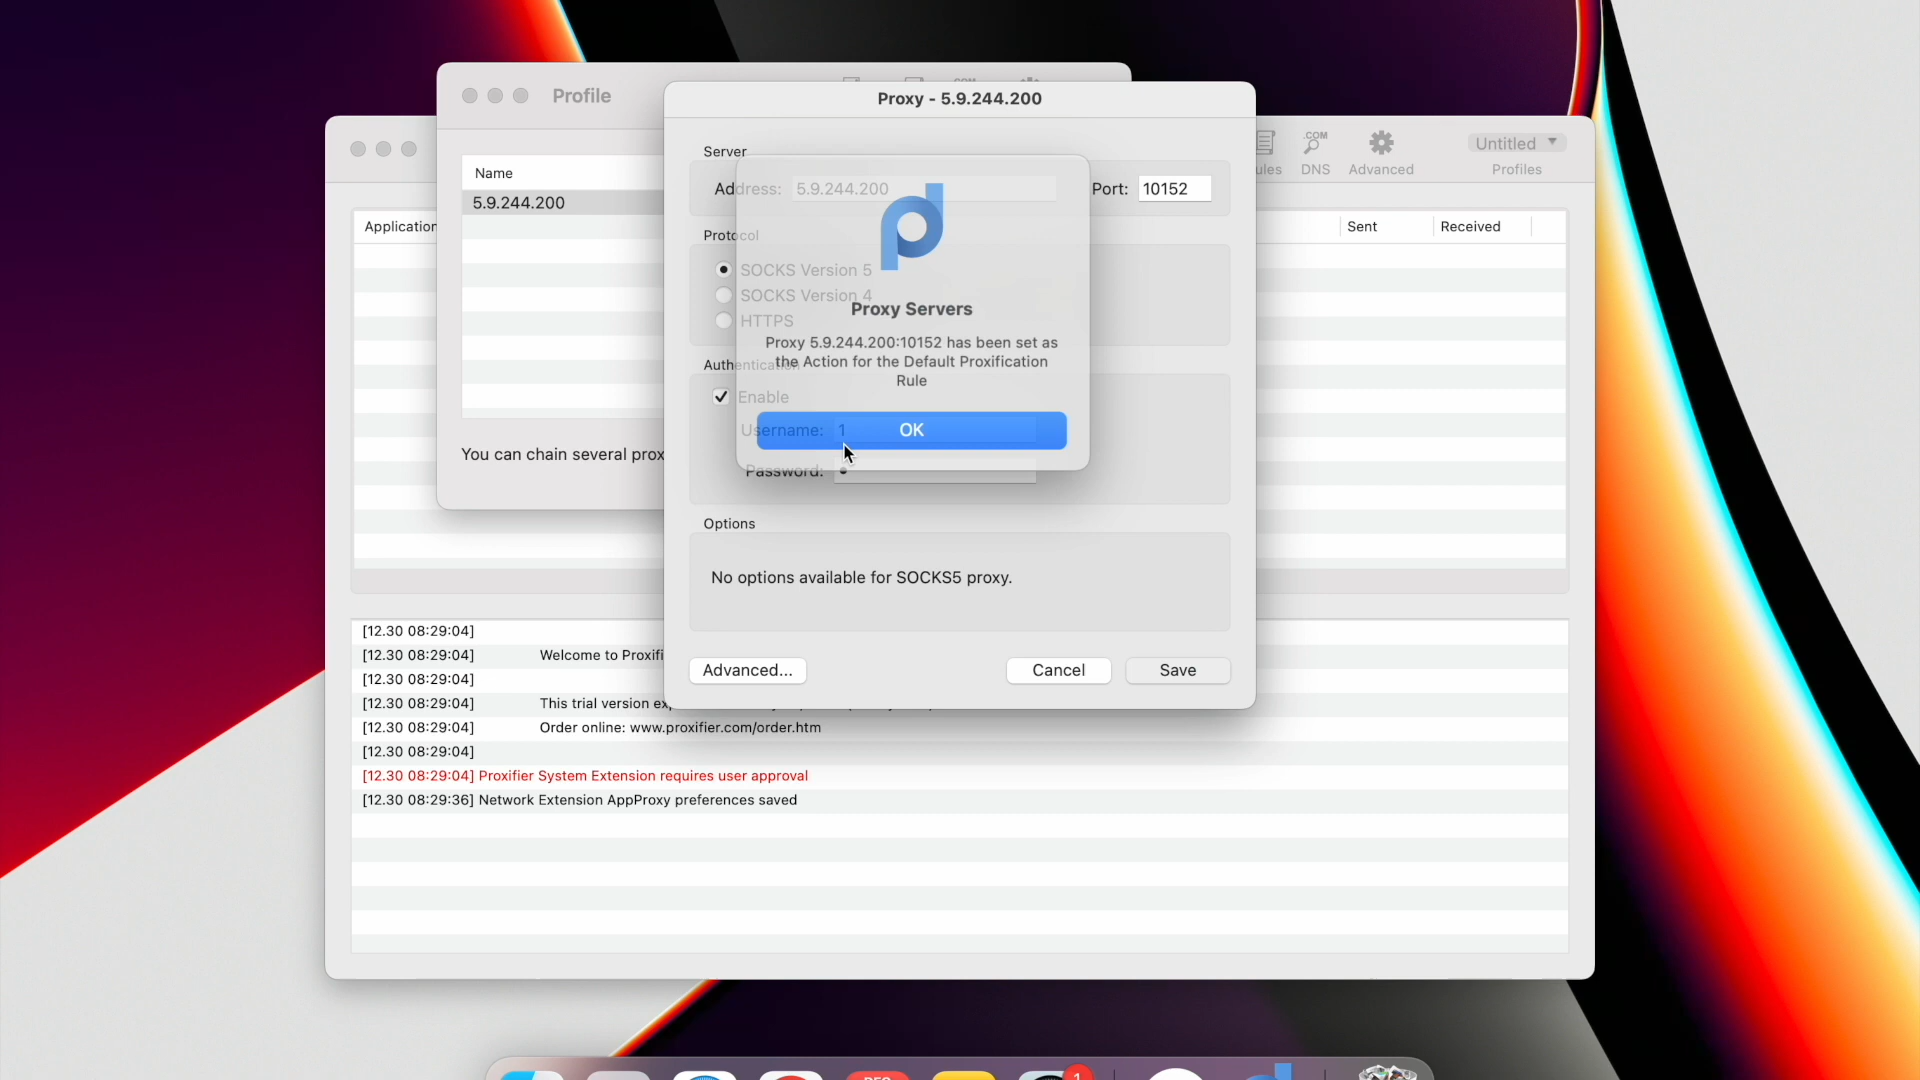 Profile
Proxy - 5.9.244.200
Untitled
ules
DNS
Advanced
Profiles
Name
5.9.244.200
Server
Address: 5.9.244.200
Port: 10152
Application
Sent
Received
Protocol
SOCKS Version 5
SOCKS Version 4
HTTPS
Proxy Servers
Proxy 5.9.244.200:10152 has been set as
the Action for the Default Proxification
Rule
Authentication
Enable
Username: 1
OK
Password:
You can chain several prox
Options
No options available for SOCKS5 proxy.
Advanced...
Cancel
Save
[12.30 08:29:04]
[12.30 08:29:04] Welcome to Proxifi
[12.30 08:29:04]
[12.30 08:29:04] This trial version ex
[12.30 08:29:04] Order online: www.proxifier.com/order.htm
[12.30 08:29:04]
[12.30 08:29:04] Proxifier System Extension requires user approval
[12.30 08:29:36] Network Extension AppProxy preferences saved
1